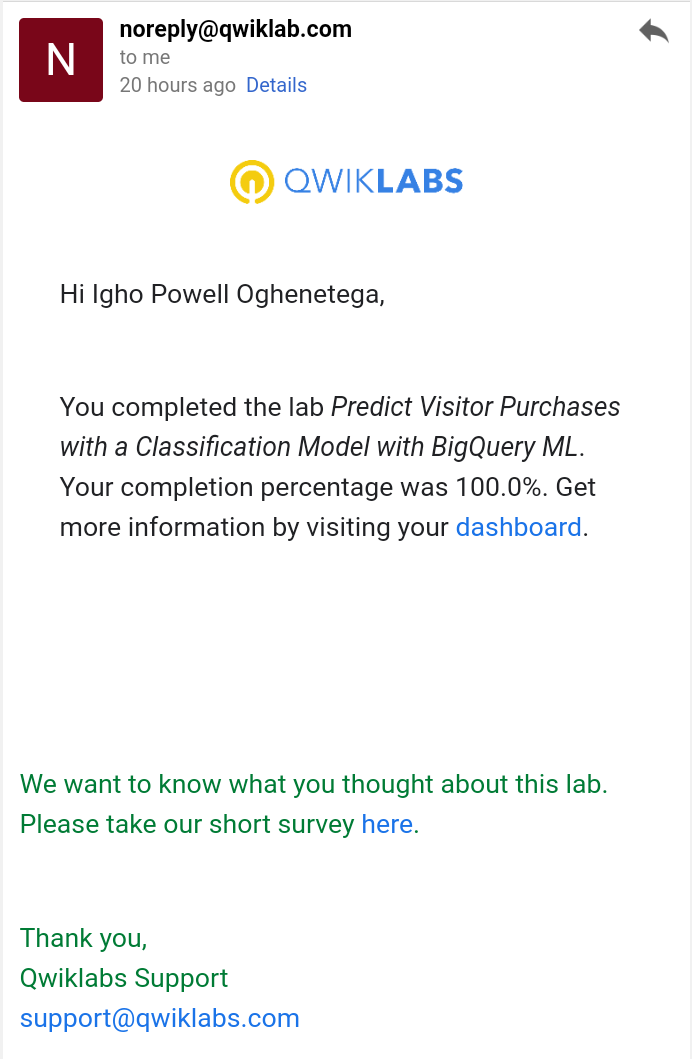 N
noreply@qwiklab.com
to me
20 hours ago Details
QWIKLABS
Hi Igho Powell Oghenetega,
You completed the lab Predict Visitor Purchases
with a Classification Model with BigQuery ML.
Your completion percentage was 100.0%. Get
more information by visiting your dashboard.
We want to know what you thought about this lab.
Please take our short survey here.
Thank you,
Qwiklabs Support
support@qwiklabs.com